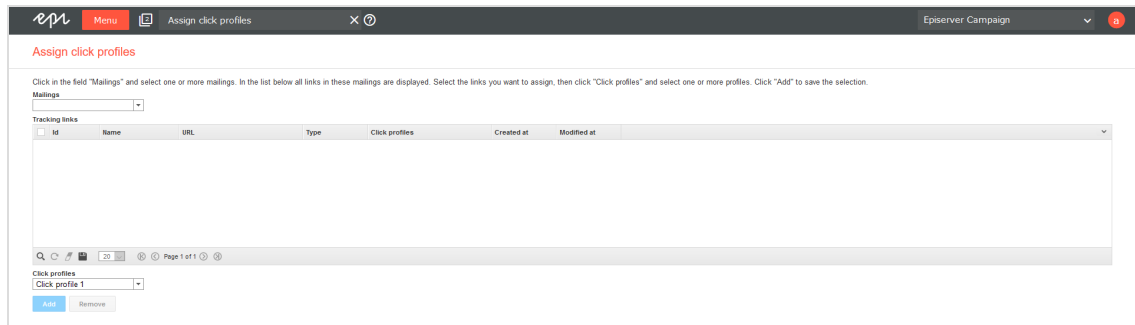 epi Menu 2 Assign click profiles Episerver Campaign a
Assign click profiles
Click in the field "Mailings" and select one or more mailings. In the list below all links in these mailings are displayed. Select the links you want to assign, then click "Click profiles" and select one or more profiles. Click "Add" to save the selection.
Mailings
Tracking links
Id Name URL Type Click profiles Created at Modified at
20 Page 1 of 1
Click profiles
Click profile 1
Add Remove